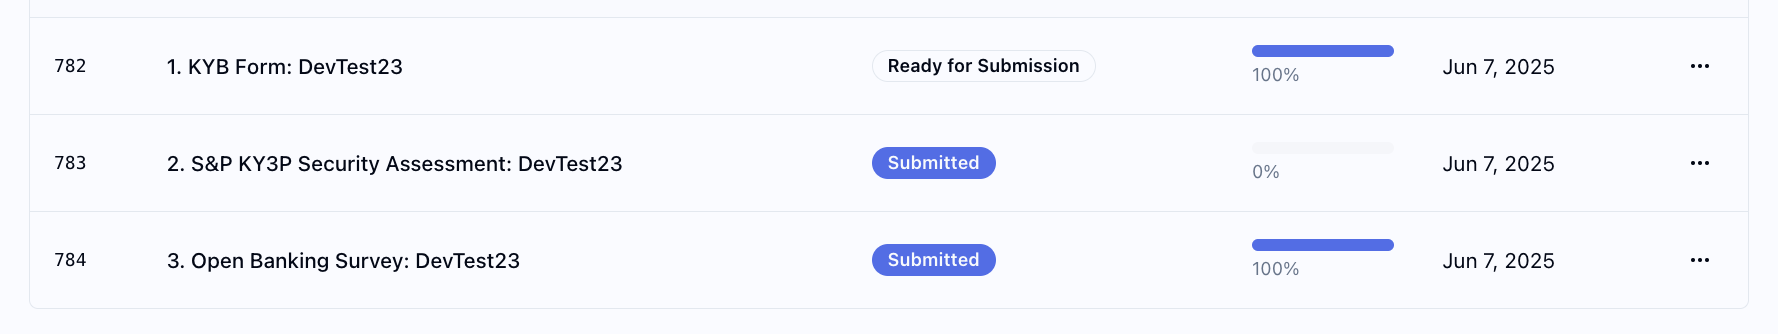 782 1. KYB Form: DevTest23 Ready for Submission 100% Jun 7, 2025 ...
783 2. S&P KY3P Security Assessment: DevTest23 Submitted 0% Jun 7, 2025 ...
784 3. Open Banking Survey: DevTest23 Submitted 100% Jun 7, 2025 ...